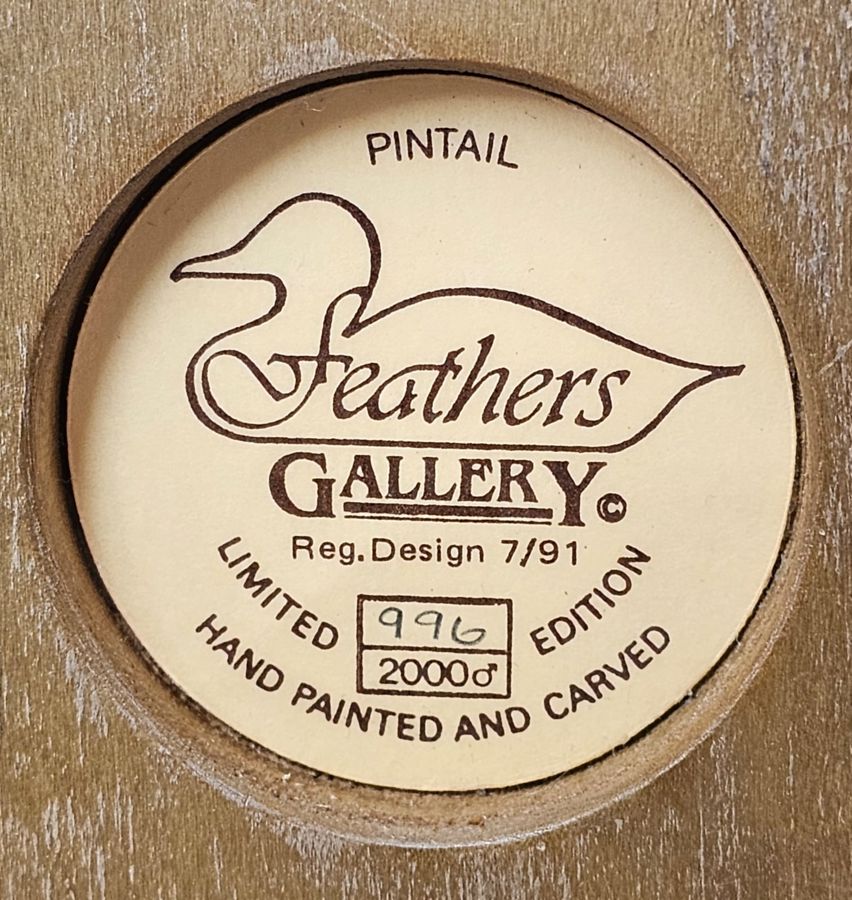 PINTAIL
Feathers
GALLERY ©
Reg. Design 7/91
LIMITED EDITION
996
2000♂
HAND PAINTED AND CARVED